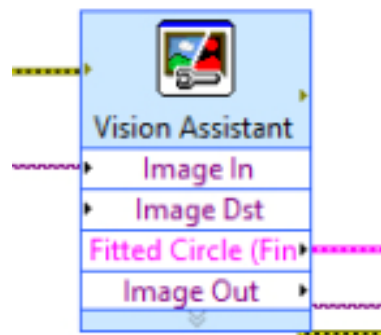 Vision Assistant
Image In
Image Dst
Fitted Circle (Fin
Image Out